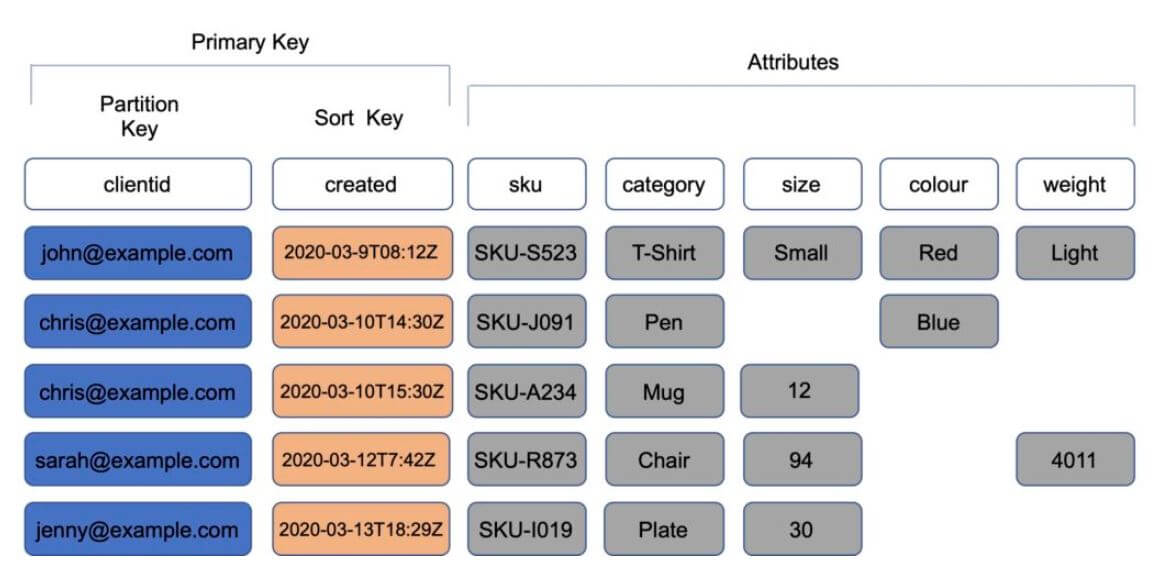 Primary Key
Attributes
Partition
Key
Sort Key
clientid created sku category size colour weight
john@example.com 2020-03-9T08:12Z SKU-S523 T-Shirt Small Red Light
chris@example.com 2020-03-10T14:30Z SKU-J091 Pen Blue
chris@example.com 2020-03-10T15:30Z SKU-A234 Mug 12
sarah@example.com 2020-03-12T7:42Z SKU-R873 Chair 94 4011
jenny@example.com 2020-03-13T18:29Z SKU-I019 Plate 30